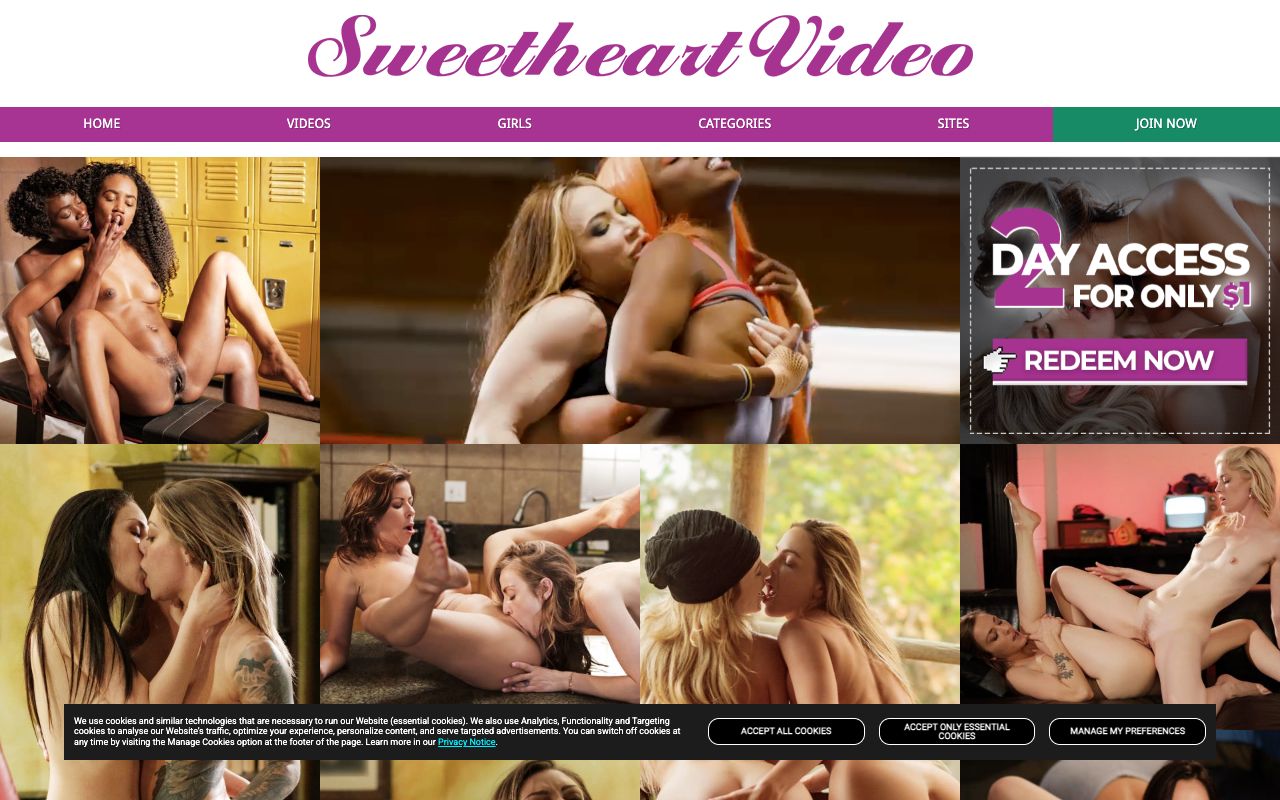 Sweetheart Video
HOME
VIDEOS
GIRLS
CATEGORIES
SITES
JOIN NOW
2
DAY ACCESS
FOR ONLY $1
REDEEM NOW
We use cookies and similar technologies that are necessary to run our Website (essential cookies). We also use Analytics, Functionality and Targeting
cookies to analyse our Website's traffic, optimize your experience, personalize content, and serve targeted advertisements. You can switch off cookies at
any time by visiting the Manage Cookies option at the footer of the page. Learn more in our Privacy Notice.
ACCEPT ALL COOKIES
ACCEPT ONLY ESSENTIAL
COOKIES
MANAGE MY PREFERENCES